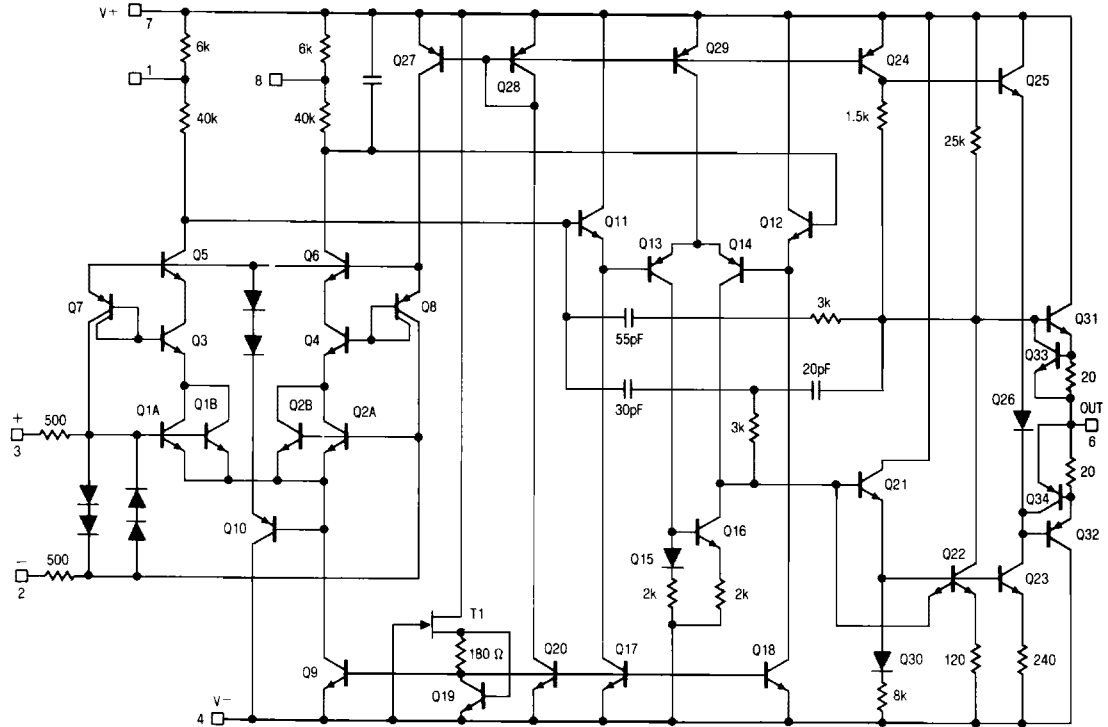 V+
7
6k
6k
Q27
Q28
Q29
Q24
Q25
1
8
40k
40k
1.5k
25k
Q11
Q12
Q5
Q6
Q13
Q14
Q7
Q8
Q3
Q4
3k
Q31
55pF
Q33
20
20pF
30pF
Q26
OUT
6
Q1A
Q1B
Q2B
Q2A
+
3
500
3k
20
Q21
Q34
Q10
Q16
Q32
Q15
Q22
Q23
-
2
500
2k
2k
T1
180 Ω
Q9
Q19
Q20
Q17
Q18
Q30
8k
120
240
V-
4